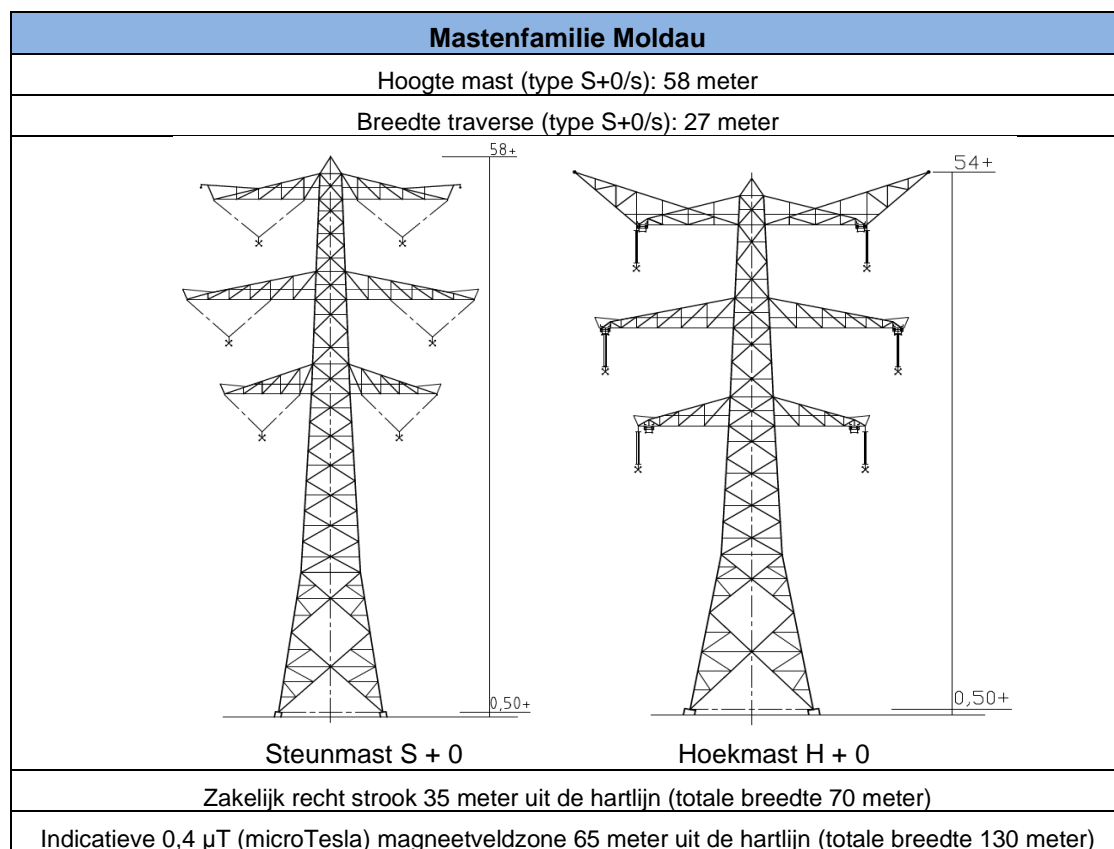 Mastenfamilie Moldau
Hoogte mast (type S+0/s): 58 meter
Breedte traverse (type S+0/s): 27 meter
58+
54+
0,50+
0,50+
Steunmast S + 0
Hoekmast H + 0
Zakelijk recht strook 35 meter uit de hartlijn (totale breedte 70 meter)
Indicatieve 0,4 µT (microTesla) magneetveldzone 65 meter uit de hartlijn (totale breedte 130 meter)